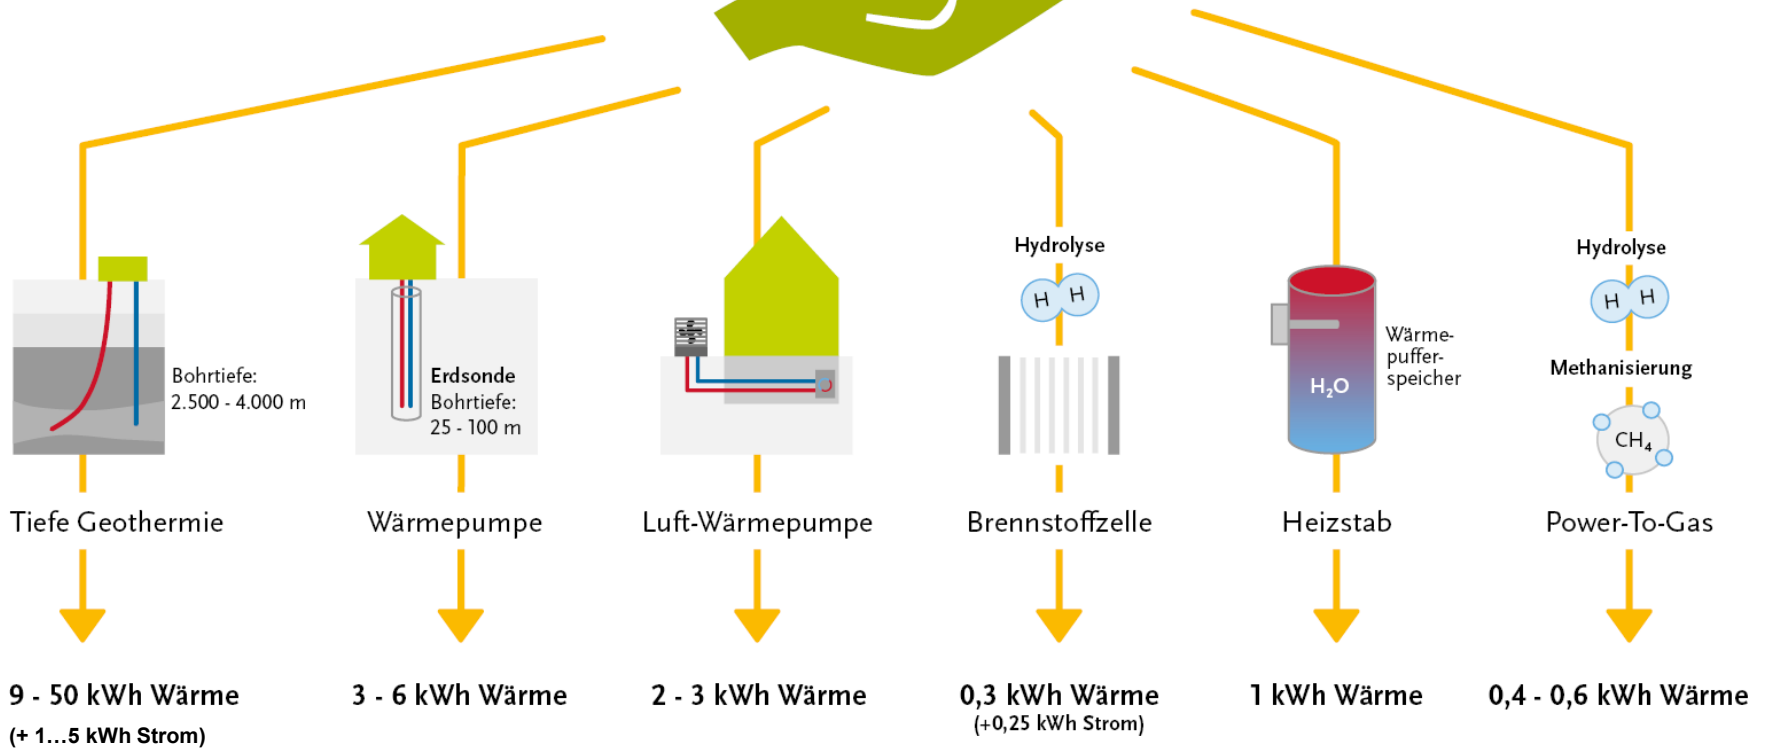 Bohrtiefe:
2.500 - 4.000 m
Erdsonde
Bohrtiefe:
25 - 100 m
Hydrolyse
H H
H₂O
Wärme-
puffer-
speicher
Hydrolyse
H H
Methanisierung
CH₄
Tiefe Geothermie
Wärmepumpe
Luft-Wärmepumpe
Brennstoffzelle
Heizstab
Power-To-Gas
9 - 50 kWh Wärme
(+ 1...5 kWh Strom)
3 - 6 kWh Wärme
2 - 3 kWh Wärme
0,3 kWh Wärme
(+0,25 kWh Strom)
1 kWh Wärme
0,4 - 0,6 kWh Wärme